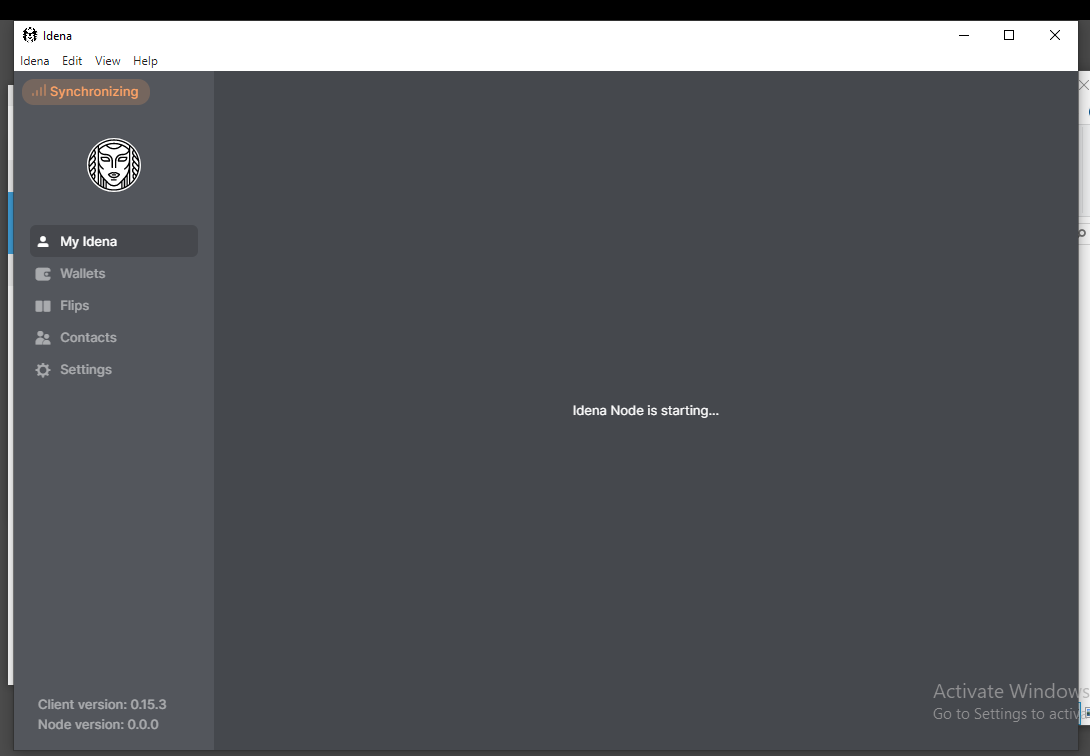 Idena
Idena Edit View Help
Synchronizing
My Idena
Wallets
Flips
Contacts
Settings
Idena Node is starting...
Client version: 0.15.3
Node version: 0.0.0
Activate Windows
Go to Settings to activ